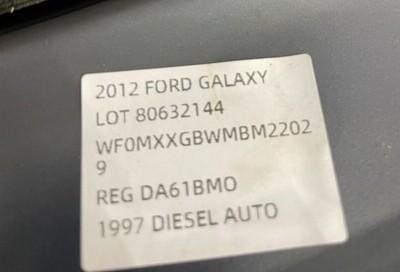 2012 FORD GALAXY
LOT 80632144
WF0MXXGBWMBM2202
9
REG DA61BMO
1997 DIESEL AUTO